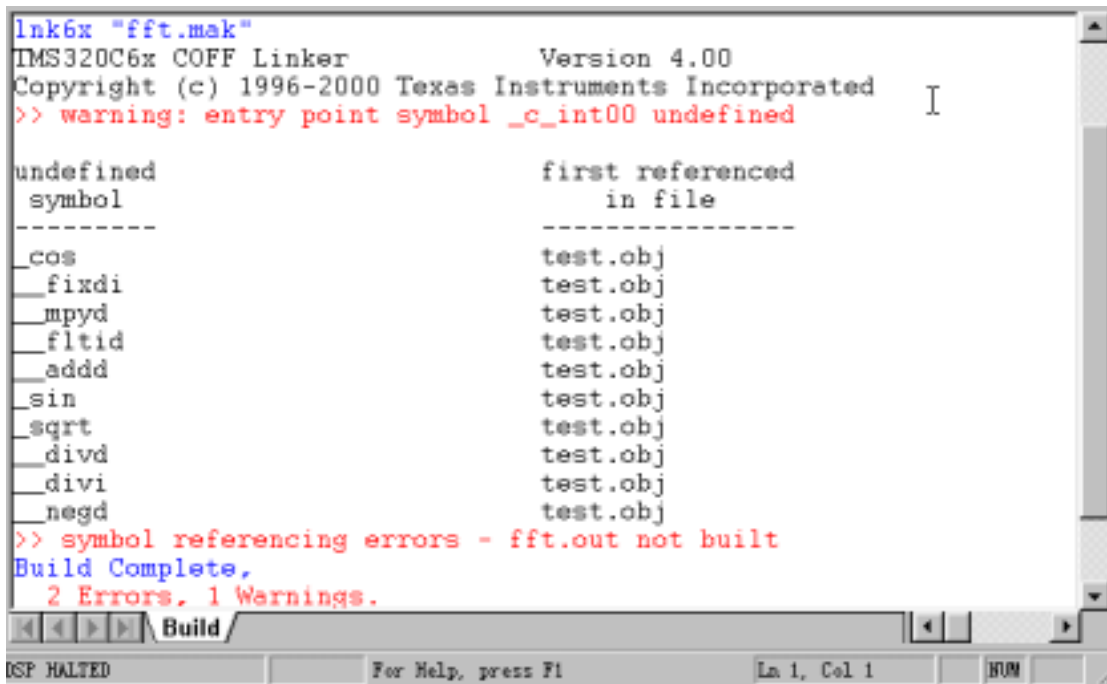 lnk6x "fft.mak"
TMS320C6x COFF Linker Version 4.00
Copyright (c) 1996-2000 Texas Instruments Incorporated
>> warning: entry point symbol _c_int00 undefined
undefined first referenced
symbol in file
--------- ----------------
_cos test.obj
__fixdi test.obj
__mpyd test.obj
__fltid test.obj
__addd test.obj
_sin test.obj
_sqrt test.obj
__divd test.obj
__divi test.obj
__negd test.obj
>> symbol referencing errors - fft.out not built
Build Complete,
2 Errors, 1 Warnings.
Build
DSP HALTED For Help, press F1 Ln 1, Col 1 NUM